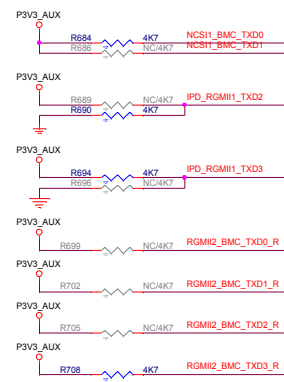 P3V3_AUX
R684 4K7 NCSI1_BMC_TXD0
R686 NC/4K7 NCSI1_BMC_TXD1
P3V3_AUX
R689 NC/4K7 IPD_RGMII1_TXD2
R690 4K7
P3V3_AUX
R694 4K7 IPD_RGMII1_TXD3
R696 NC/4K7
P3V3_AUX
R699 NC/4K7 RGMII2_BMC_TXD0_R
P3V3_AUX
R702 NC/4K7 RGMII2_BMC_TXD1_R
P3V3_AUX
R705 NC/4K7 RGMII2_BMC_TXD2_R
P3V3_AUX
R708 4K7 RGMII2_BMC_TXD3_R